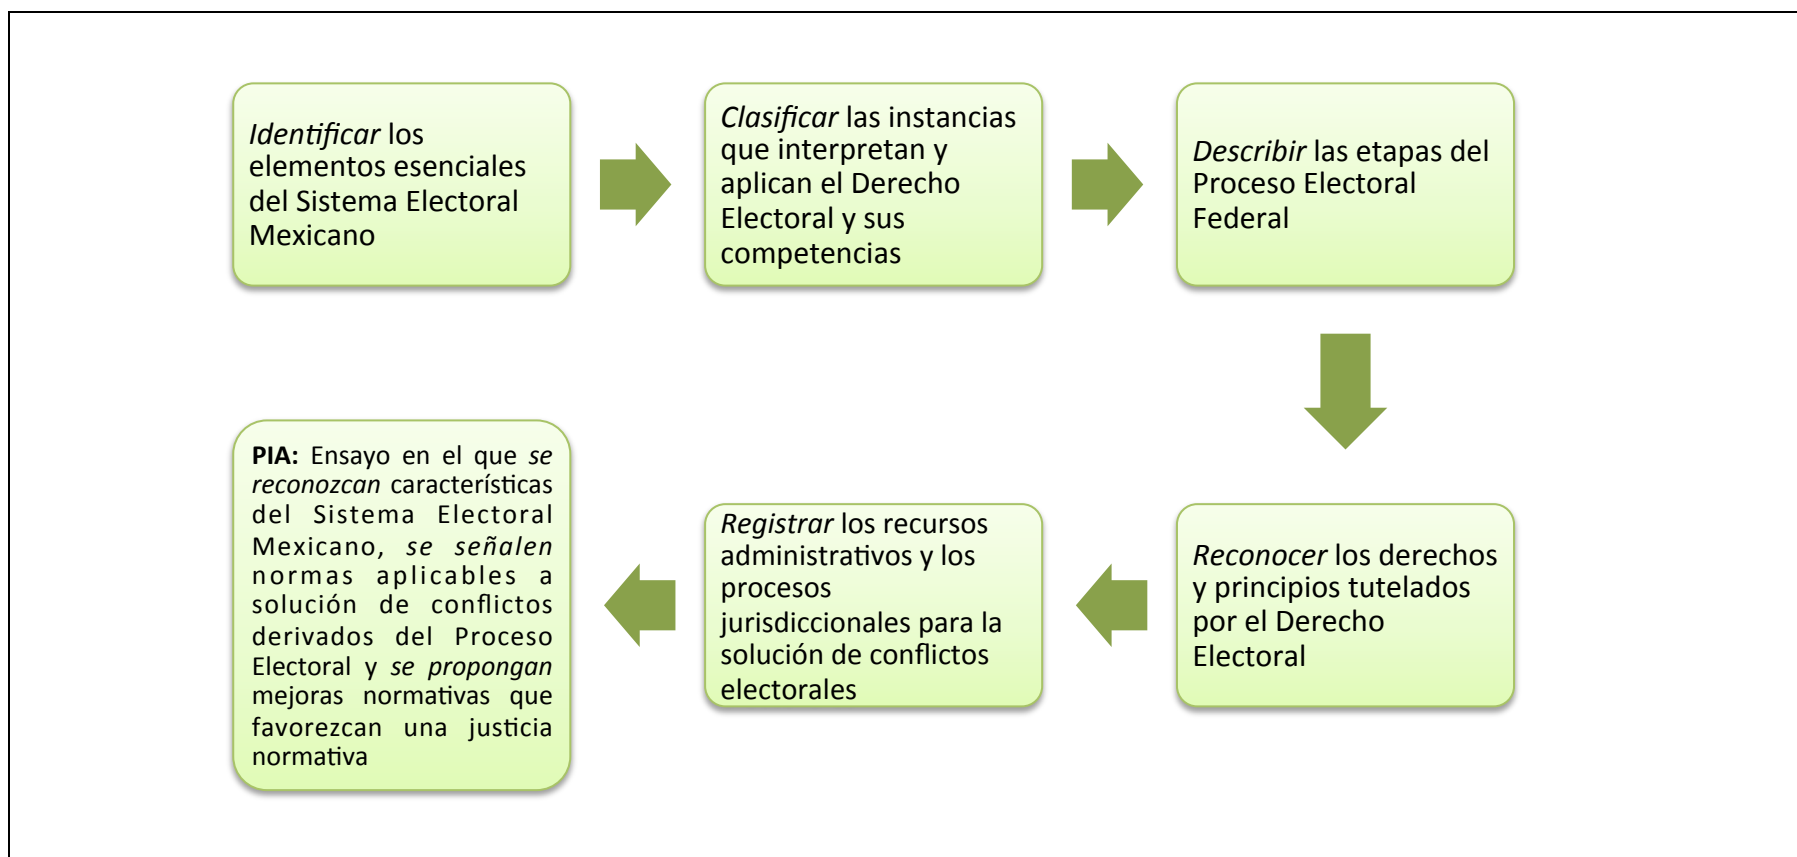 Identificar los
elementos esenciales
del Sistema Electoral
Mexicano
Clasificar las instancias
que interpretan y
aplican el Derecho
Electoral y sus
competencias
Describir las etapas del
Proceso Electoral
Federal
Reconocer los derechos
y principios tutelados
por el Derecho
Electoral
Registrar los recursos
administrativos y los
procesos
jurisdiccionales para la
solución de conflictos
electorales
PIA: Ensayo en el que se
reconozcan características
del Sistema Electoral
Mexicano, se señalen
normas aplicables a
solución de conflictos
derivados del Proceso
Electoral y se propongan
mejoras normativas que
favorezcan una justicia
normativa